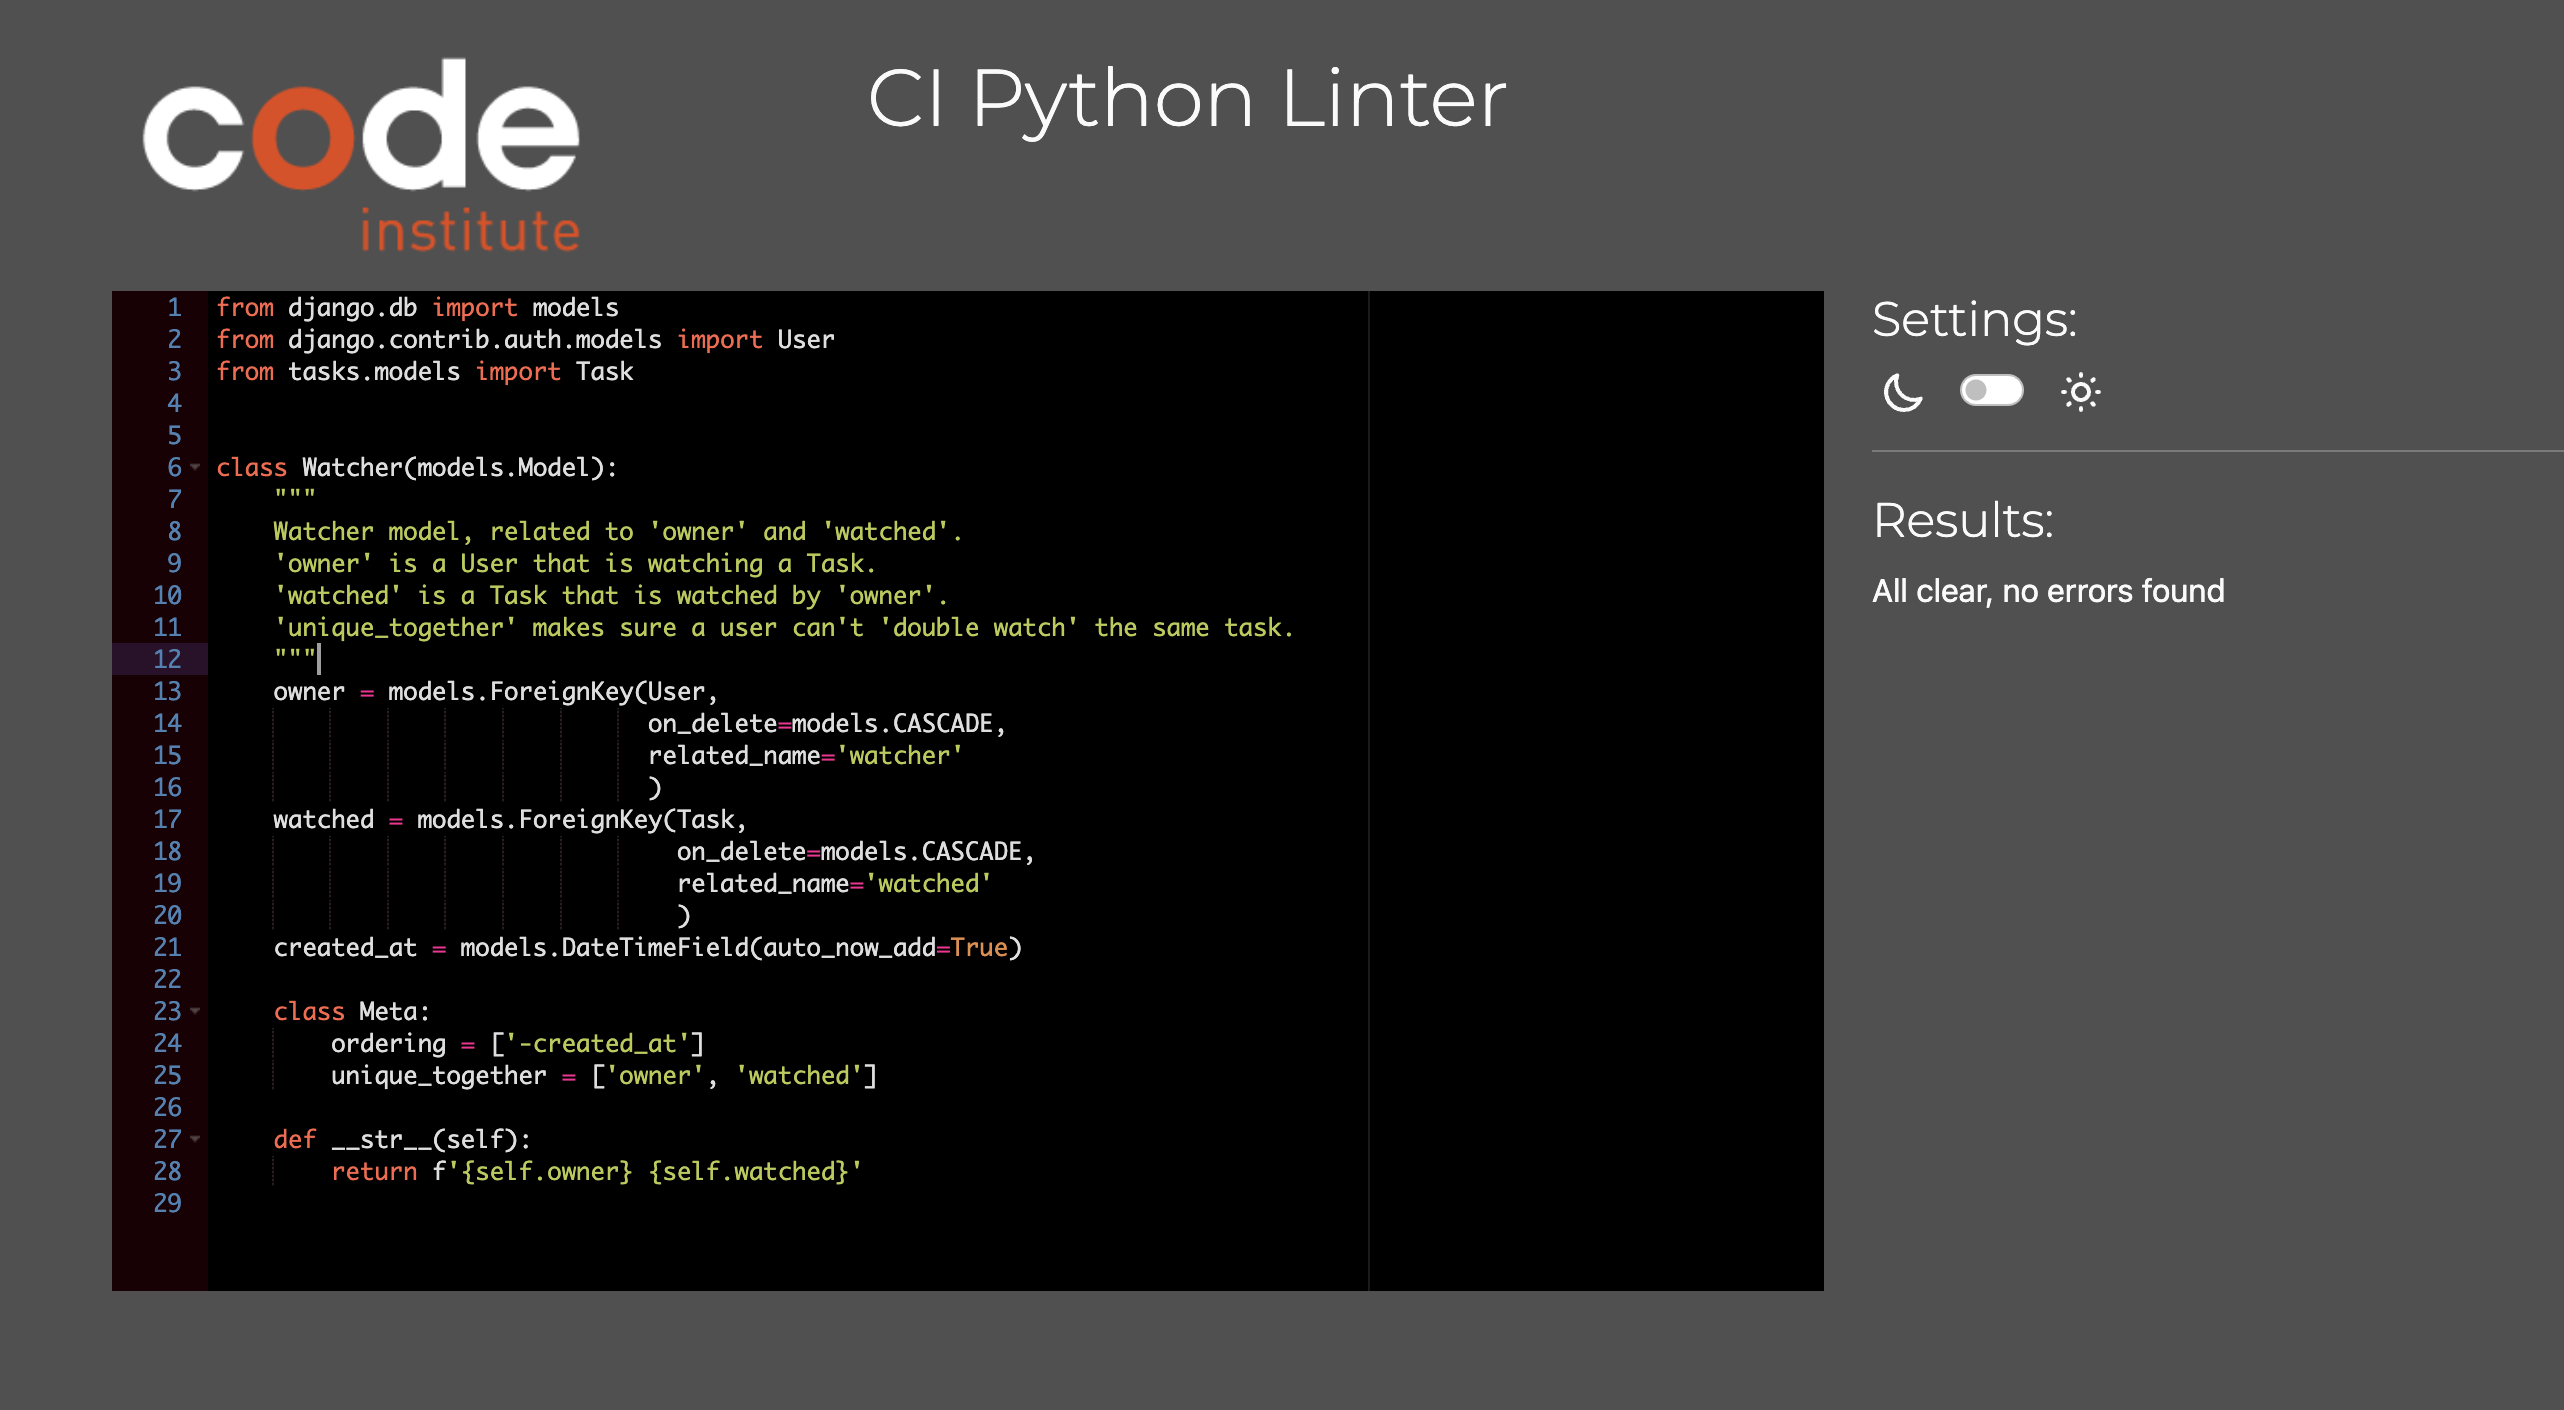 code
institute
CI Python Linter
1 from django.db import models
2 from django.contrib.auth.models import User
3 from tasks.models import Task
4
5
6 class Watcher(models.Model):
7     """
8     Watcher model, related to 'owner' and 'watched'.
9     'owner' is a User that is watching a Task.
10     'watched' is a Task that is watched by 'owner'.
11     'unique_together' makes sure a user can't 'double watch' the same task.
12     """
13     owner = models.ForeignKey(User,
14                               on_delete=models.CASCADE,
15                               related_name='watcher'
16                               )
17     watched = models.ForeignKey(Task,
18                                 on_delete=models.CASCADE,
19                                 related_name='watched'
20                                 )
21     created_at = models.DateTimeField(auto_now_add=True)
22
23     class Meta:
24         ordering = ['-created_at']
25         unique_together = ['owner', 'watched']
26
27     def __str__(self):
28         return f'{self.owner} {self.watched}'
29
Settings:
Results:
All clear, no errors found